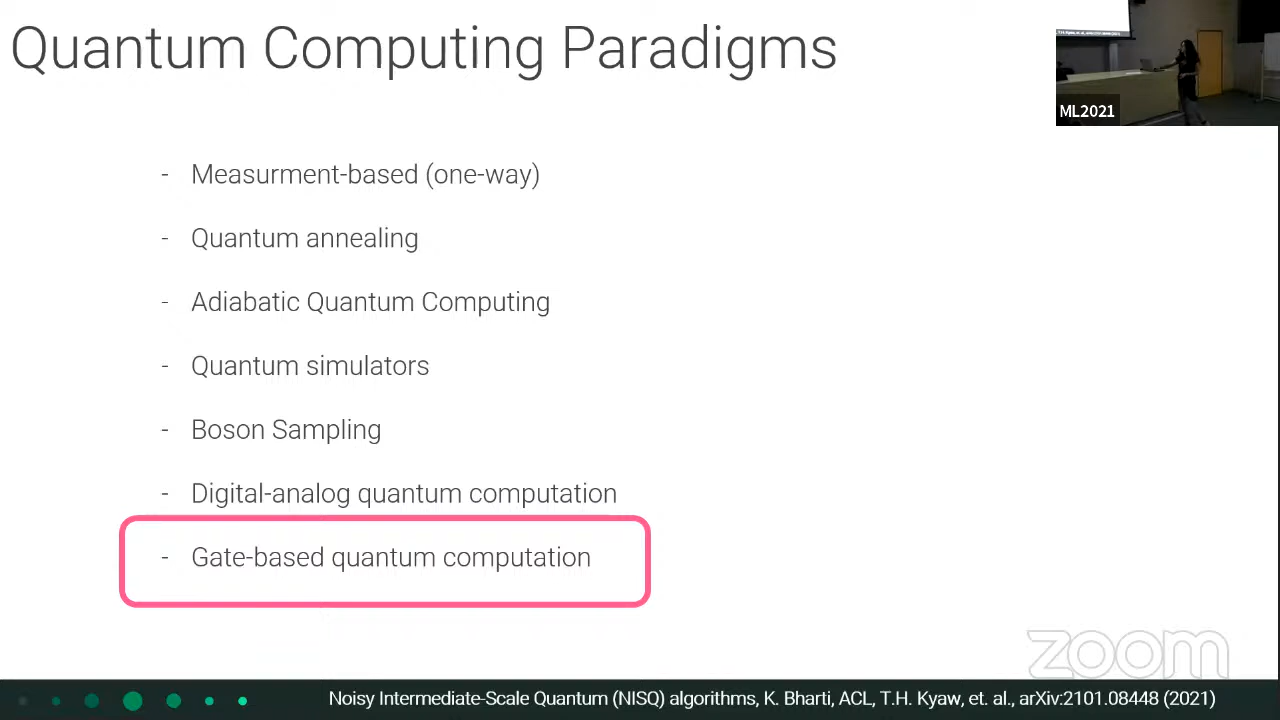 Quantum Computing Paradigms
ML2021
- Measurment-based (one-way)
- Quantum annealing
- Adiabatic Quantum Computing
- Quantum simulators
- Boson Sampling
- Digital-analog quantum computation
- Gate-based quantum computation
zoom
Noisy Intermediate-Scale Quantum (NISQ) algorithms, K. Bharti, ACL, T.H. Kyaw, et. al., arXiv:2101.08448 (2021)